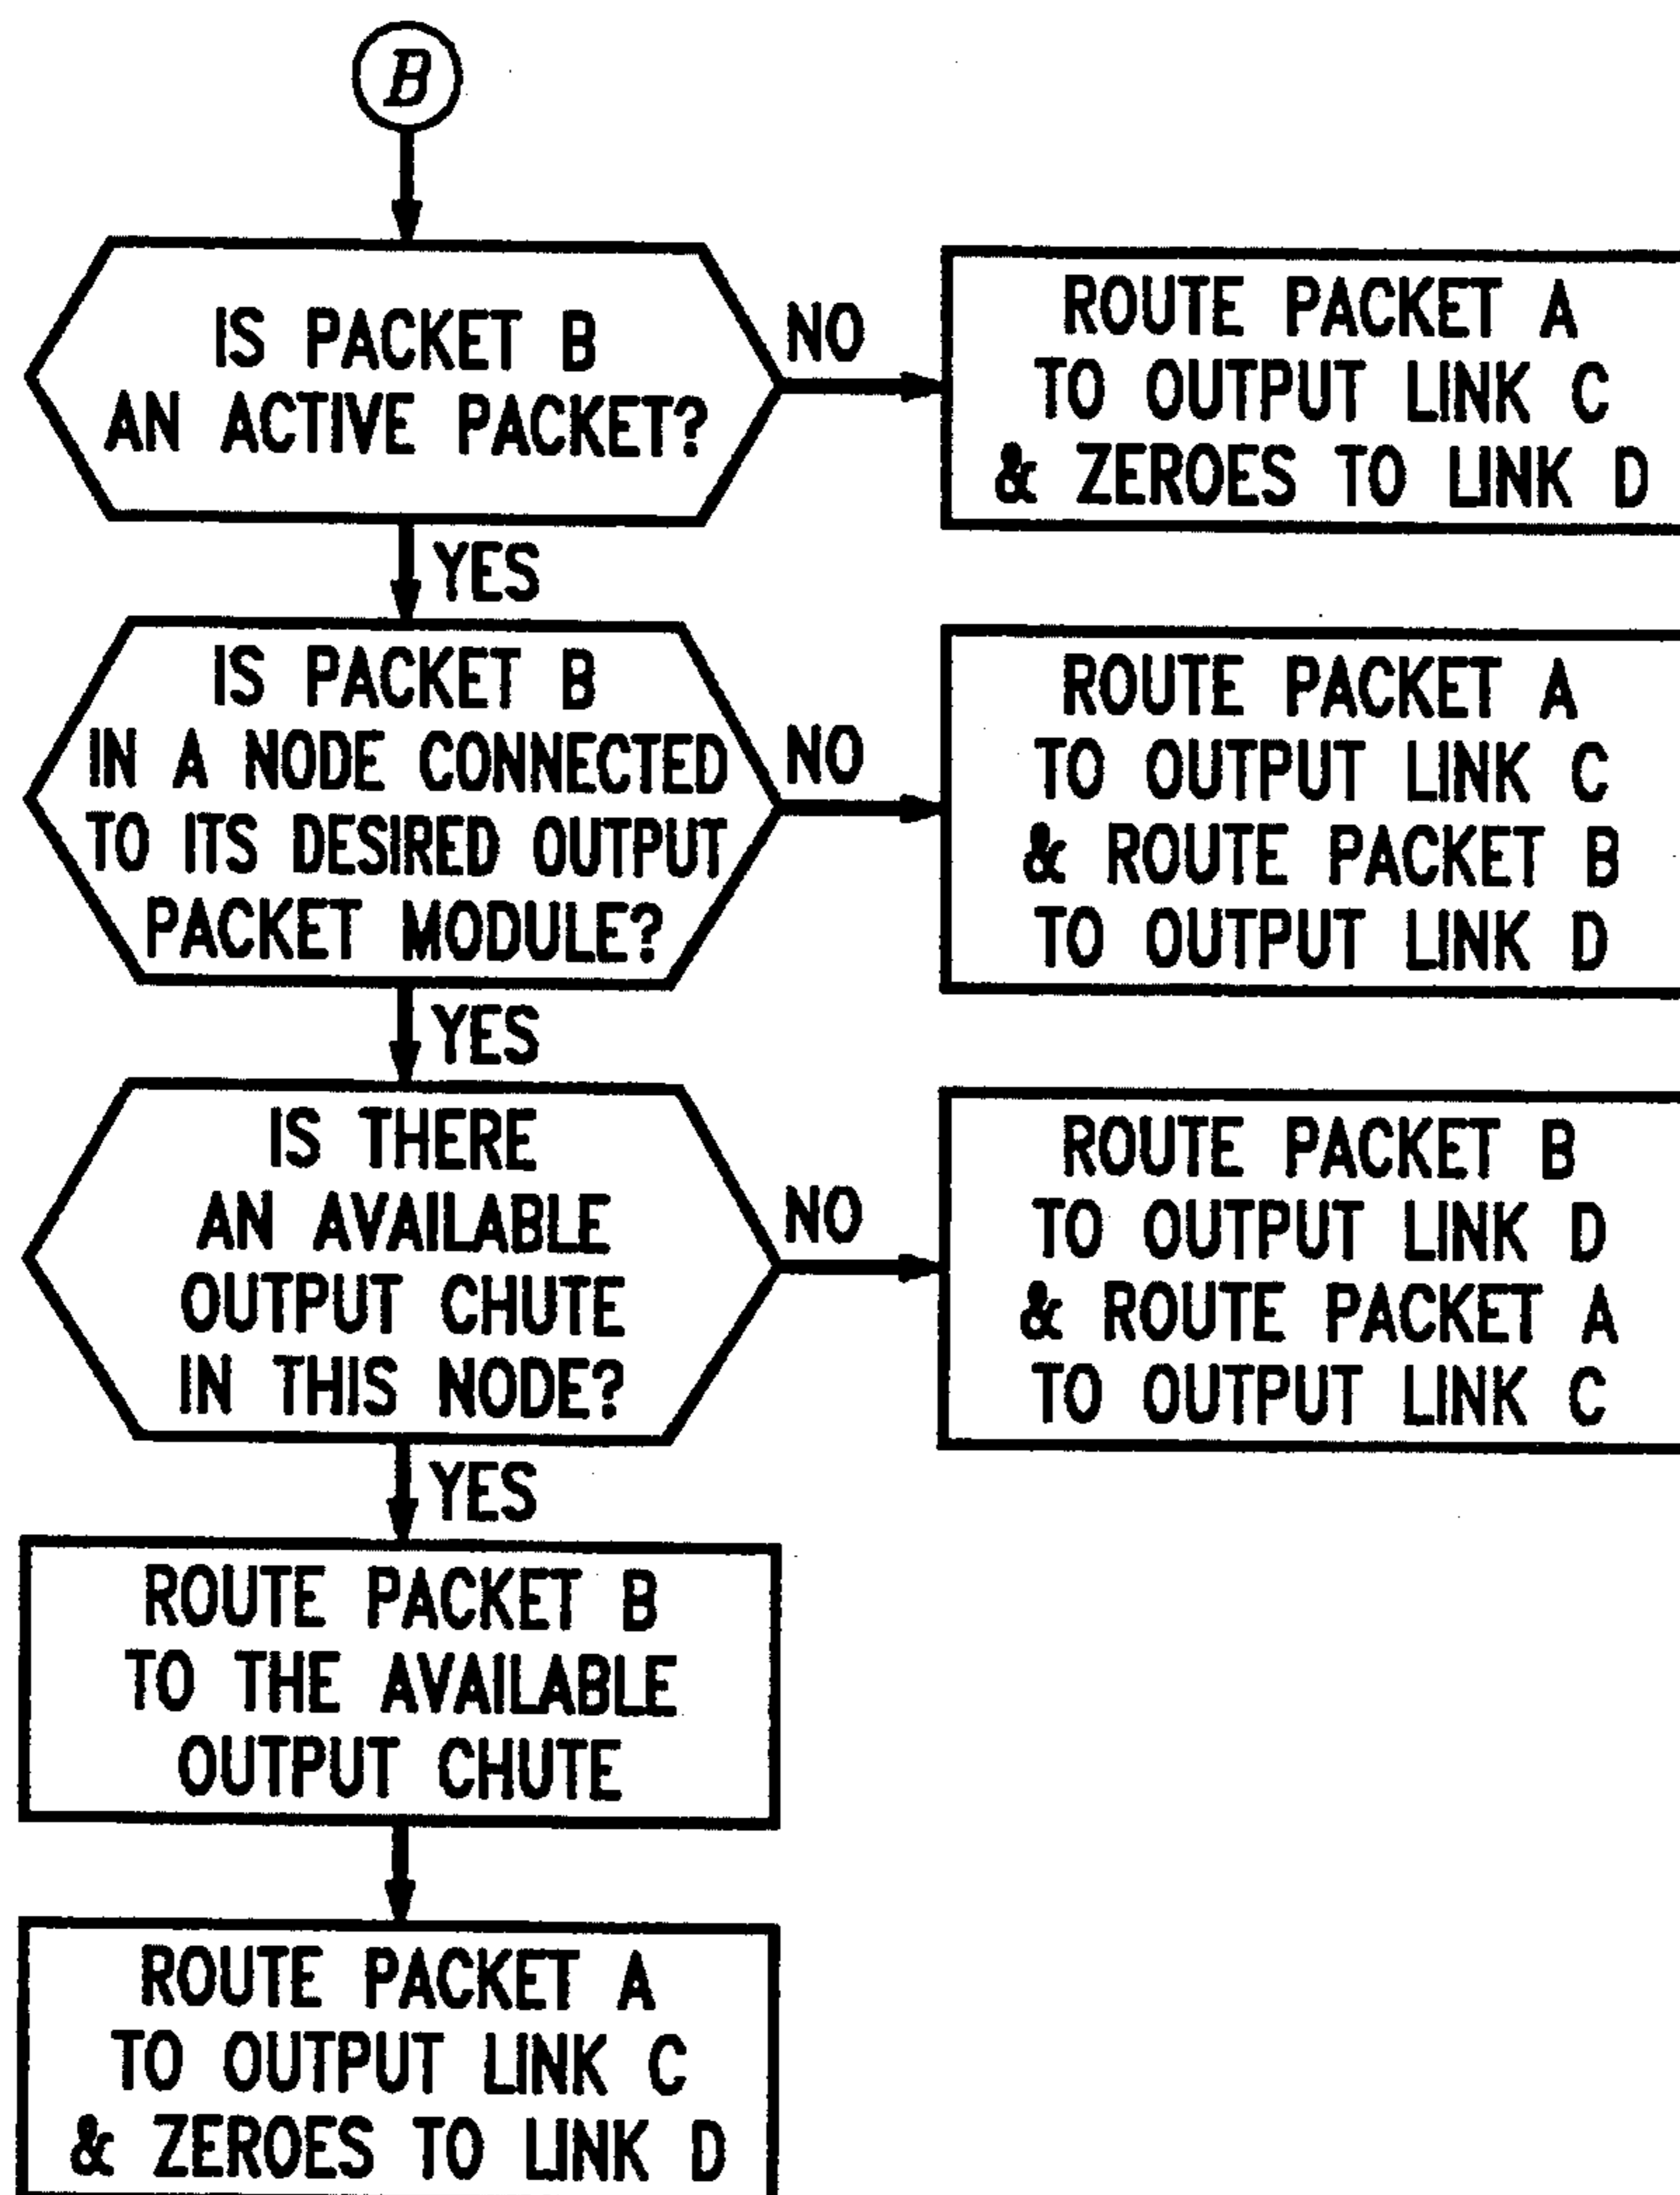 B
IS PACKET B
AN ACTIVE PACKET?
NO
ROUTE PACKET A
TO OUTPUT LINK C
& ZEROES TO LINK D
YES
IS PACKET B
IN A NODE CONNECTED
TO ITS DESIRED OUTPUT
PACKET MODULE?
NO
ROUTE PACKET A
TO OUTPUT LINK C
& ROUTE PACKET B
TO OUTPUT LINK D
YES
IS THERE
AN AVAILABLE
OUTPUT CHUTE
IN THIS NODE?
NO
ROUTE PACKET B
TO OUTPUT LINK D
& ROUTE PACKET A
TO OUTPUT LINK C
YES
ROUTE PACKET B
TO THE AVAILABLE
OUTPUT CHUTE
ROUTE PACKET A
TO OUTPUT LINK C
& ZEROES TO LINK D